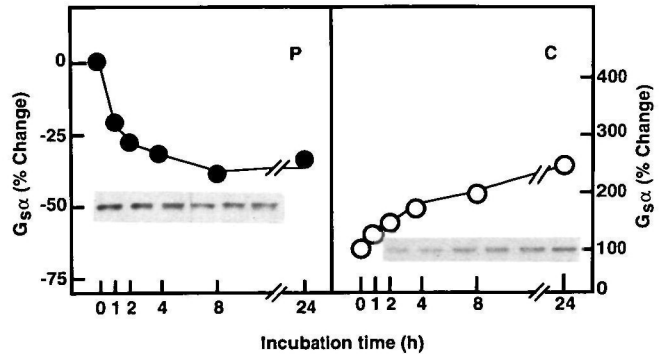 P
C
Gsα (% Change)
0
-25
-50
-75
0 1 2 4 8 24
400
300
200
100
0
Gsα (% Change)
0 1 2 4 8 24
Incubation time (h)